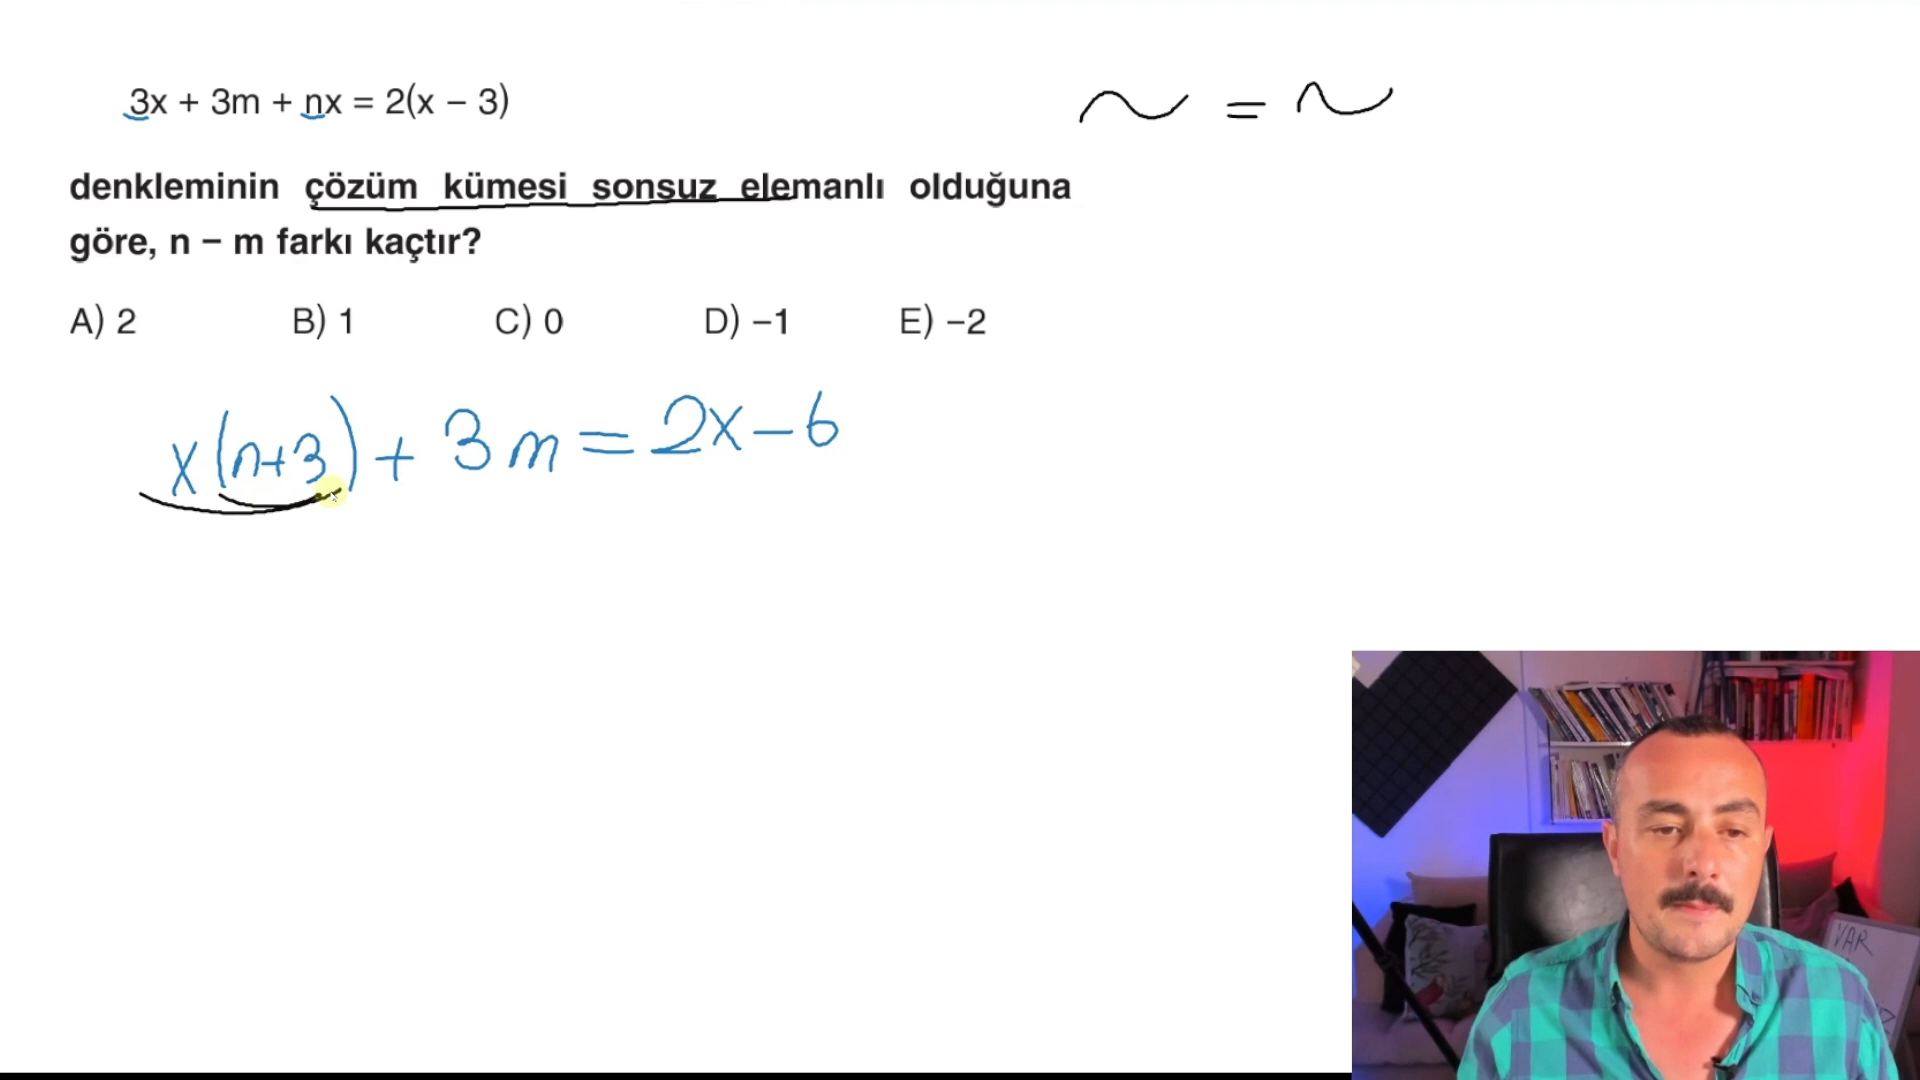 3x + 3m + nx = 2(x – 3)
denkleminin çözüm kümesi sonsuz elemanlı olduğuna
göre, n – m farkı kaçtır?
A) 2 B) 1 C) 0 D) –1 E) –2
x(n+3) + 3m = 2x – 6
VAR